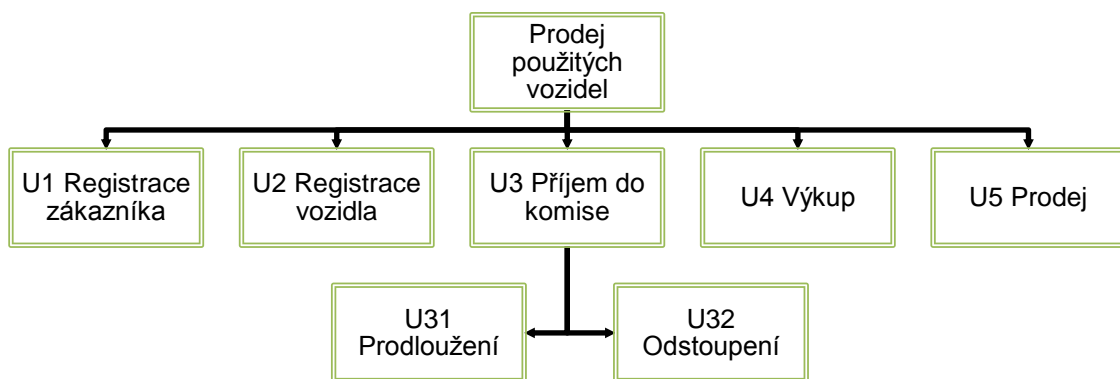 Prodej
použitých
vozidel
U1 Registrace
zákazníka
U2 Registrace
vozidla
U3 Příjem do
komise
U4 Výkup
U5 Prodej
U31
Prodloužení
U32
Odstoupení